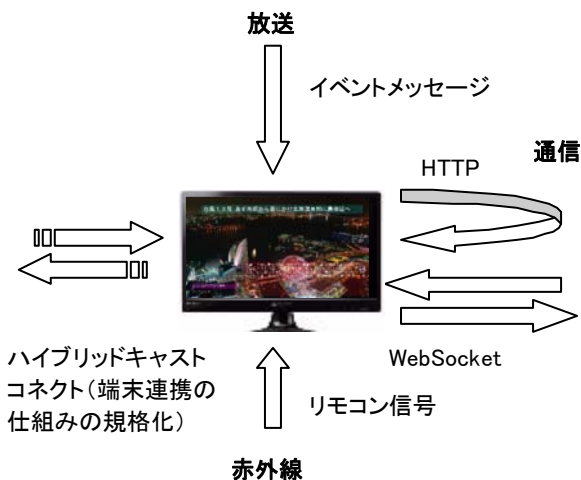 放送
イベントメッセージ
通信
HTTP
ハイブリッドキャスト
コネクト（端末連携の
仕組みの規格化）
WebSocket
リモコン信号
赤外線